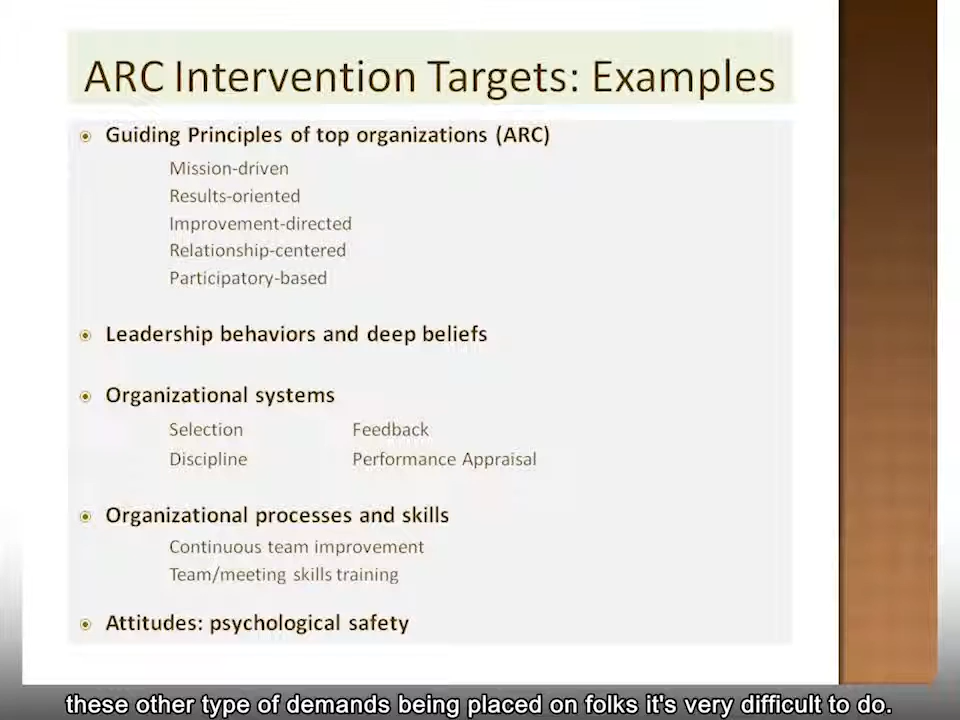 ARC Intervention Targets: Examples
Guiding Principles of top organizations (ARC)
Mission-driven
Results-oriented
Improvement-directed
Relationship-centered
Participatory-based
Leadership behaviors and deep beliefs
Organizational systems
Selection Feedback
Discipline Performance Appraisal
Organizational processes and skills
Continuous team improvement
Team/meeting skills training
Attitudes: psychological safety
these other type of demands being placed on folks it's very difficult to do.